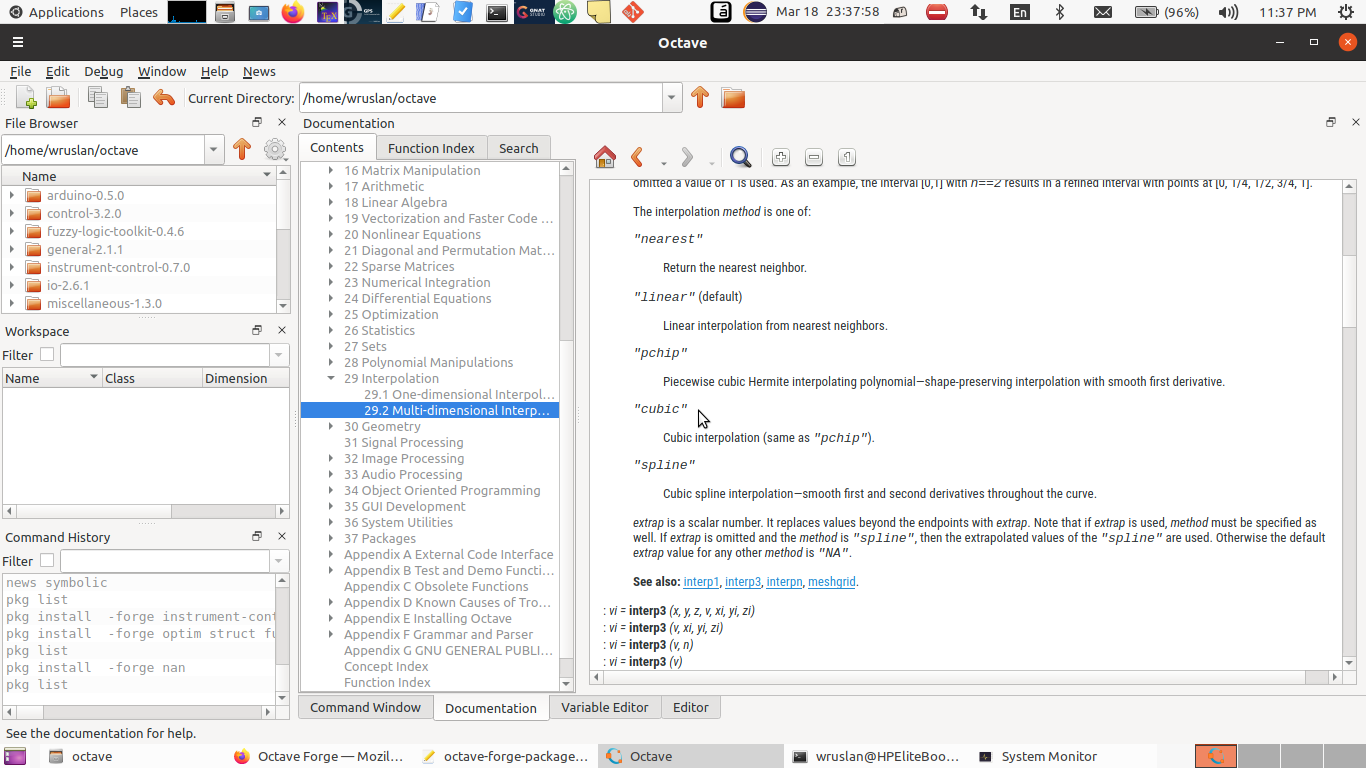 Applications Places Mar 18 23:37:58 En (96%) 11:37 PM
Octave
File Edit Debug Window Help News
Current Directory: /home/wruslan/octave
File Browser
/home/wruslan/octave
Name
arduino-0.5.0
control-3.2.0
fuzzy-logic-toolkit-0.4.6
general-2.1.1
instrument-control-0.7.0
io-2.6.1
miscellaneous-1.3.0
Workspace
Filter
Name Class Dimension
Command History
Filter
news symbolic
pkg list
pkg install -forge instrument-cont
pkg install -forge optim struct fu
pkg list
pkg install -forge nan
pkg list
Documentation
Contents Function Index Search
16 Matrix Manipulation
17 Arithmetic
18 Linear Algebra
19 Vectorization and Faster Code ...
20 Nonlinear Equations
21 Diagonal and Permutation Mat...
22 Sparse Matrices
23 Numerical Integration
24 Differential Equations
25 Optimization
26 Statistics
27 Sets
28 Polynomial Manipulations
29 Interpolation
29.1 One-dimensional Interpol...
29.2 Multi-dimensional Interp...
30 Geometry
31 Signal Processing
32 Image Processing
33 Audio Processing
34 Object Oriented Programming
35 GUI Development
36 System Utilities
37 Packages
Appendix A External Code Interface
Appendix B Test and Demo Functi...
Appendix C Obsolete Functions
Appendix D Known Causes of Tro...
Appendix E Installing Octave
Appendix F Grammar and Parser
Appendix G GNU GENERAL PUBLI...
Concept Index
Function Index
omitted a value of 1 is used. As an example, the interval [0,1] with n==2 results in a refined interval with points at [0, 1/4, 1/2, 3/4, 1].
The interpolation method is one of:
"nearest"
Return the nearest neighbor.
"linear" (default)
Linear interpolation from nearest neighbors.
"pchip"
Piecewise cubic Hermite interpolating polynomial—shape-preserving interpolation with smooth first derivative.
"cubic"
Cubic interpolation (same as "pchip").
"spline"
Cubic spline interpolation—smooth first and second derivatives throughout the curve.
extrap is a scalar number. It replaces values beyond the endpoints with extrap. Note that if extrap is used, method must be specified as
well. If extrap is omitted and the method is "spline", then the extrapolated values of the "spline" are used. Otherwise the default
extrap value for any other method is "NA".
See also: interp1, interp3, interpn, meshgrid.
: vi = interp3 (x, y, z, v, xi, yi, zi)
: vi = interp3 (v, xi, yi, zi)
: vi = interp3 (v, n)
: vi = interp3 (v)
Command Window Documentation Variable Editor Editor
See the documentation for help.
octave Octave Forge — Mozil... octave-forge-package... Octave wruslan@HPEliteBoo... System Monitor